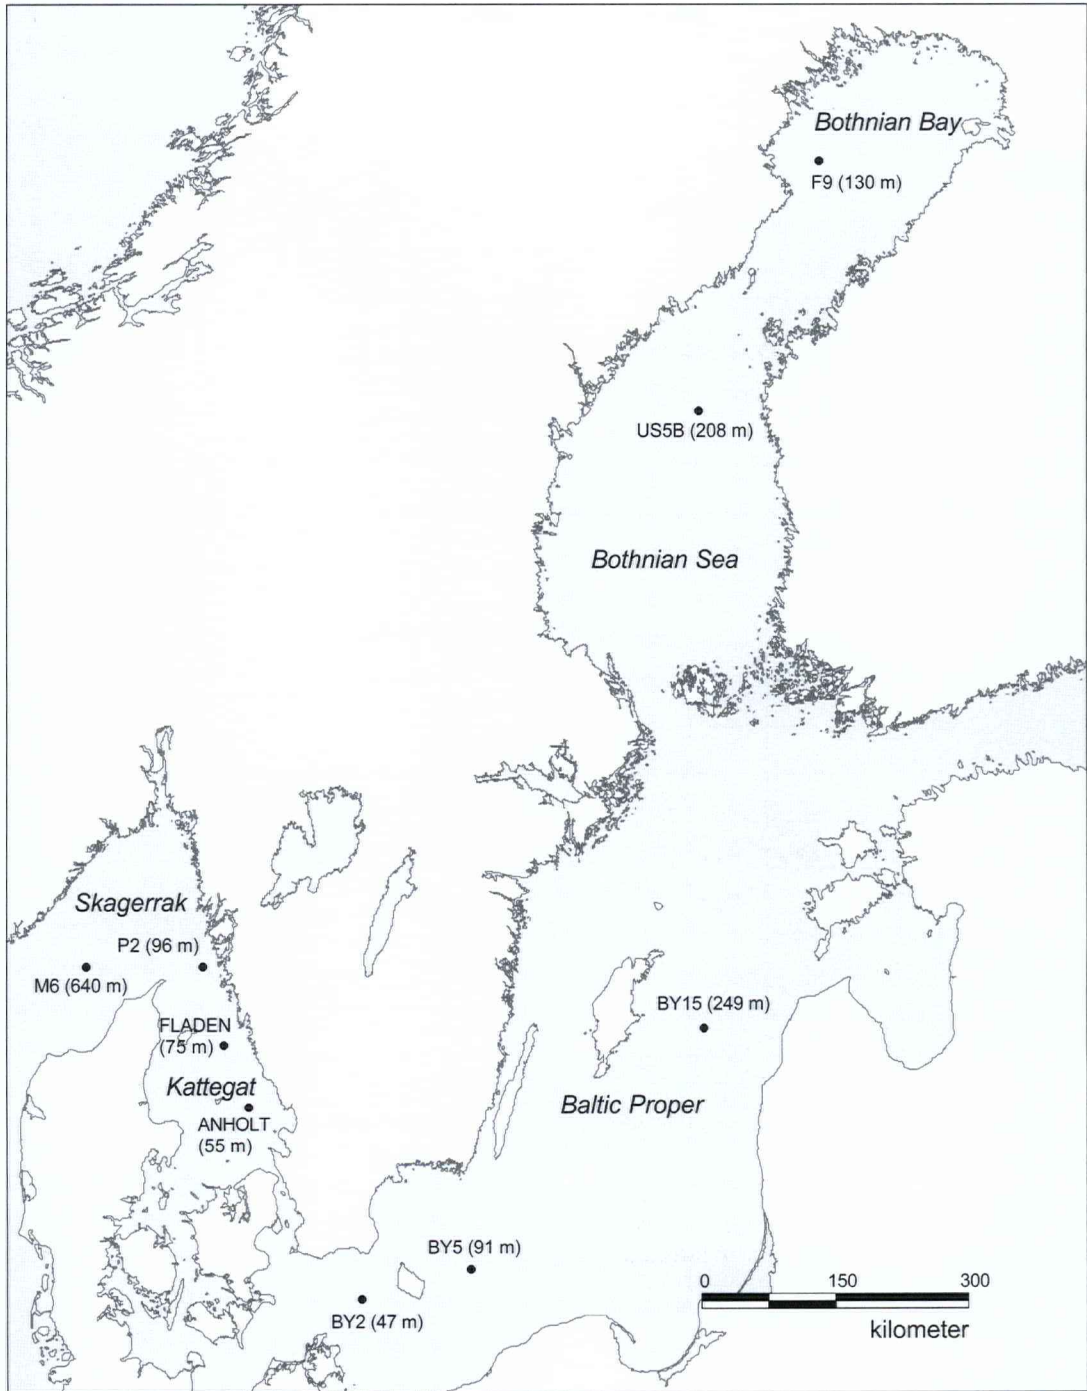 Bothnian Bay
F9 (130 m)
US5B (208 m)
Bothnian Sea
Skagerrak
P2 (96 m)
M6 (640 m)
BY15 (249 m)
FLADEN
(75 m)
Kattegat
Baltic Proper
ANHOLT
(55 m)
BY5 (91 m)
0 150 300
BY2 (47 m)
kilometer